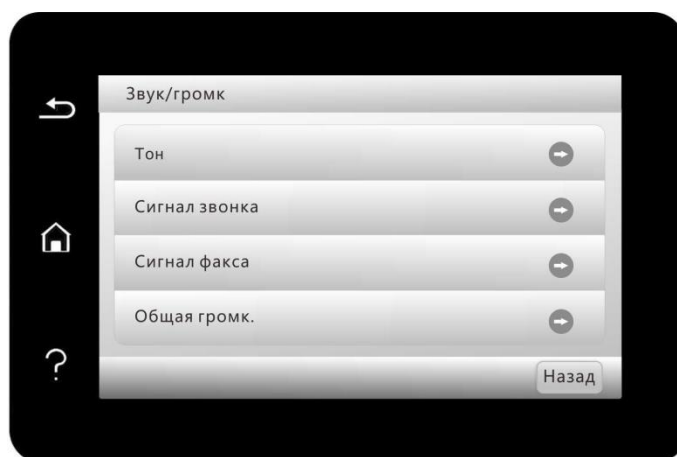 Звук/громк
Тон
Сигнал звонка
Сигнал факса
Общая громк.
Назад